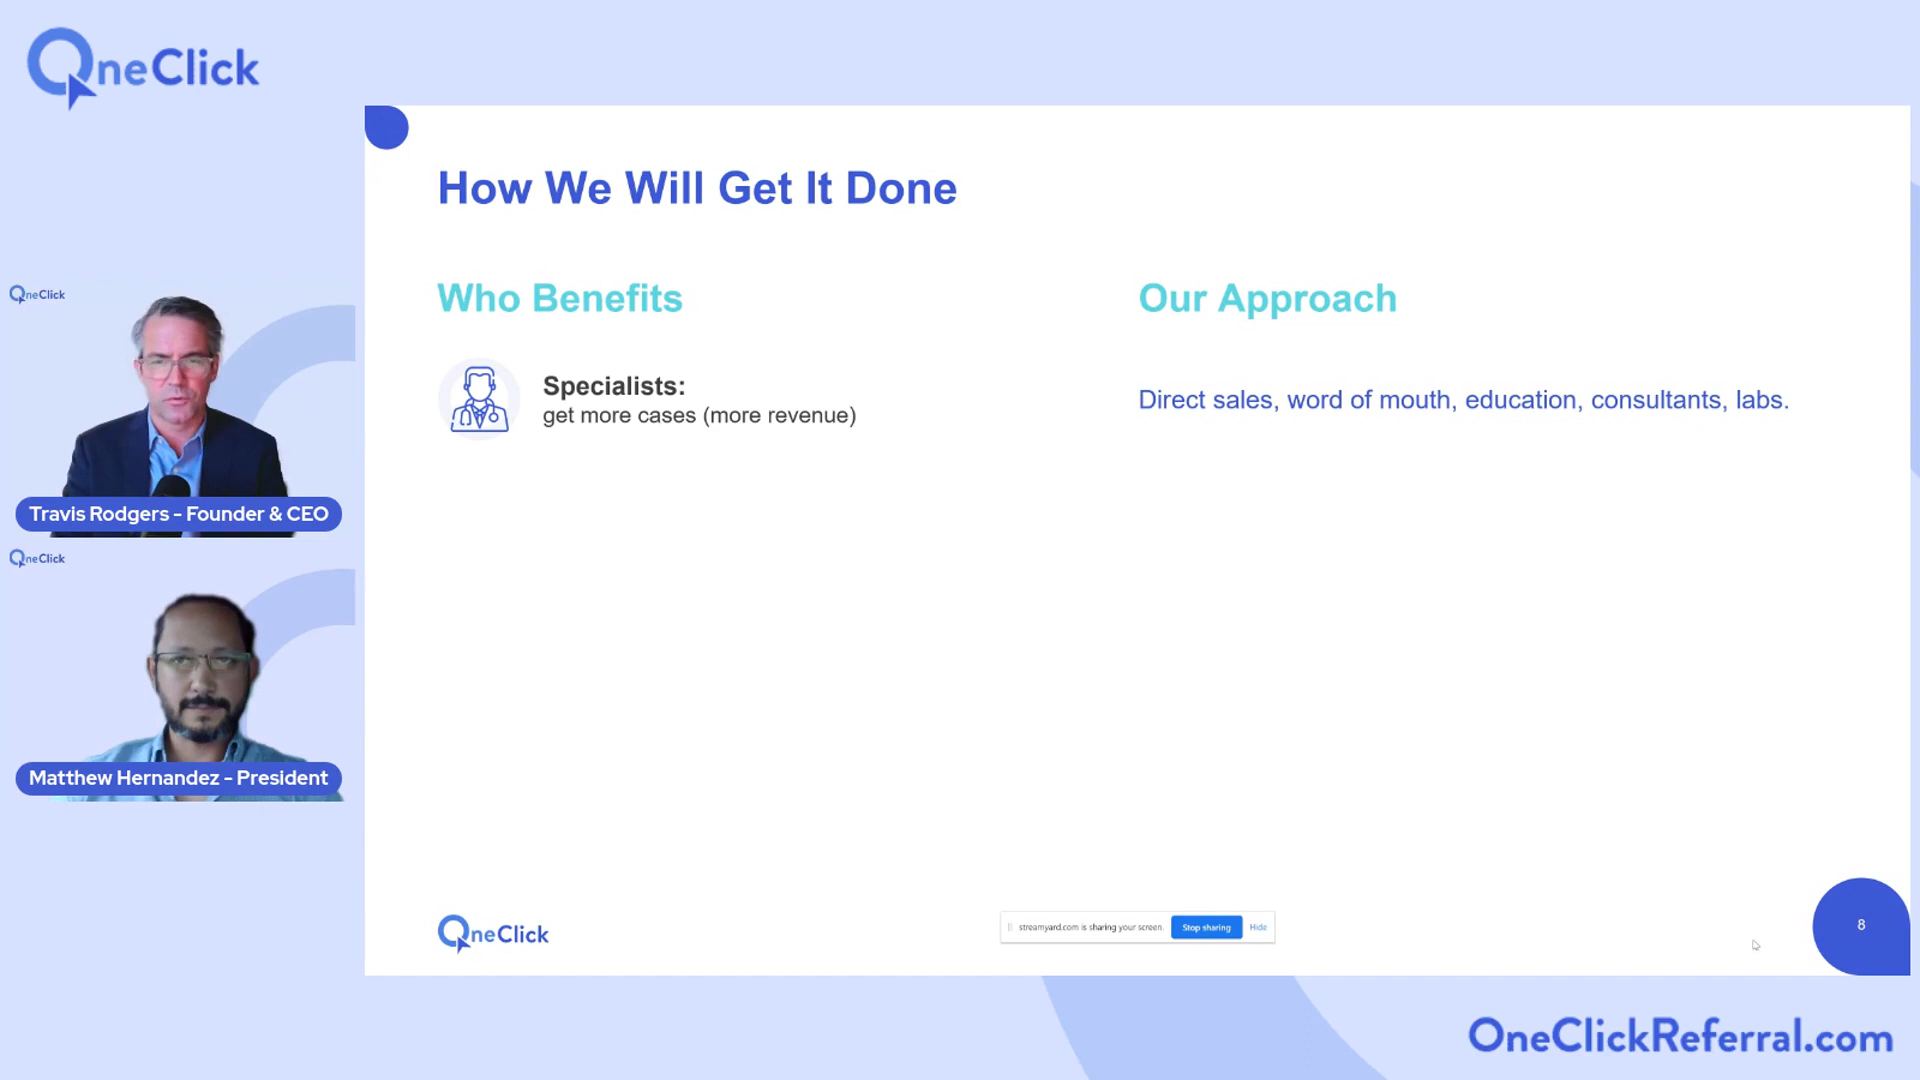 OneClick
How We Will Get It Done
Who Benefits
Our Approach
Specialists:
get more cases (more revenue)
Direct sales, word of mouth, education, consultants, labs.
OneClick
Travis Rodgers - Founder & CEO
OneClick
Matthew Hernandez - President
OneClick
streamyard.com is sharing your screen.
Stop sharing
Hide
8
OneClickReferral.com